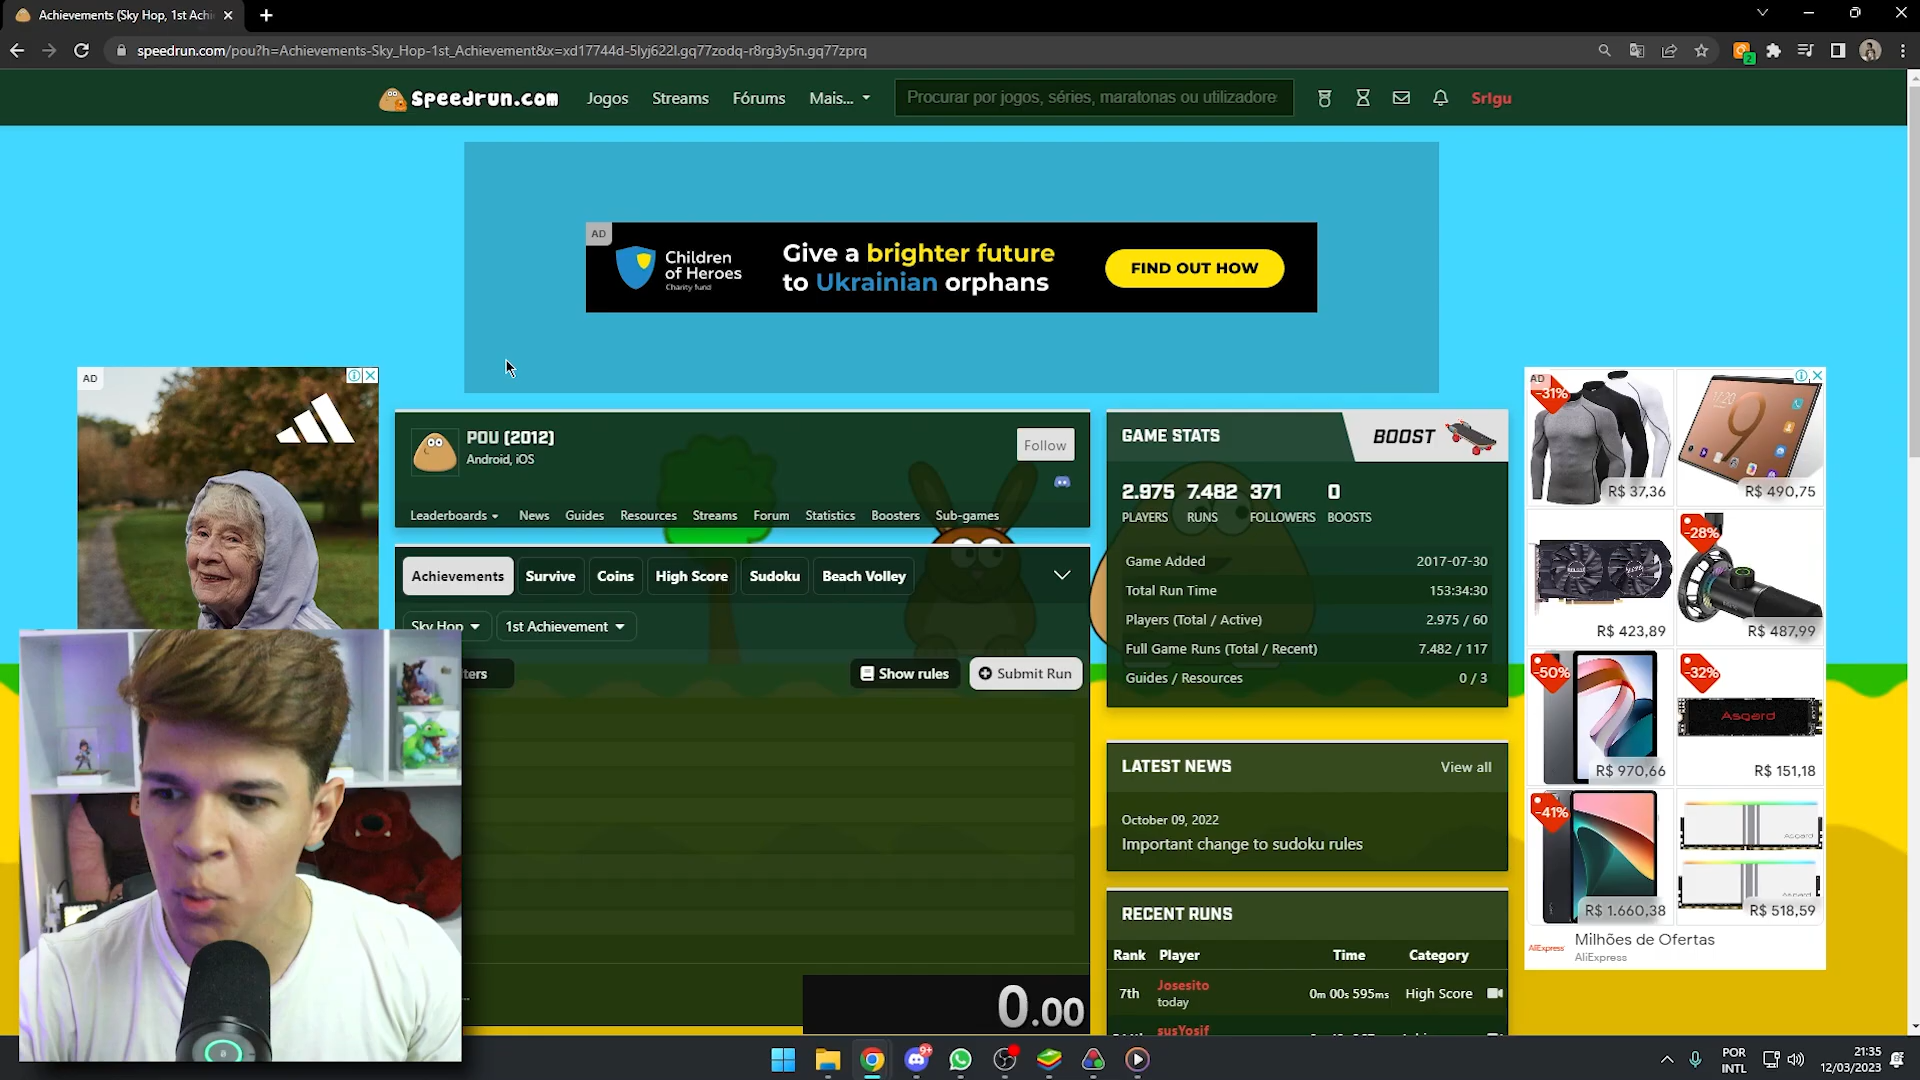 Achievements (Sky Hop, 1st Achi
speedrun.com/pou?h=Achievements-Sky_Hop-1st_Achievement&x=xd17744d-5lyj622l.gq77zodq-r8rg3y5n.gq77zprq
2
Speedrun.com
Jogos
Streams
Fóruns
Mais...
Procurar por jogos, séries, maratonas ou utilizadore
SrIgu
AD
Children
of Heroes
Charity fund
Give a brighter future
to Ukrainian orphans
FIND OUT HOW
AD
POU (2012)
Android, iOS
Follow
Leaderboards
News
Guides
Resources
Streams
Forum
Statistics
Boosters
Sub-games
Achievements
Survive
Coins
High Score
Sudoku
Beach Volley
Sky Hop
1st Achievement
ters
Show rules
Submit Run
0.00
GAME STATS
BOOST
2.975 7.482 371 0
PLAYERS RUNS FOLLOWERS BOOSTS
Game Added 2017-07-30
Total Run Time 153:34:30
Players (Total / Active) 2.975 / 60
Full Game Runs (Total / Recent) 7.482 / 117
Guides / Resources 0 / 3
LATEST NEWS
View all
October 09, 2022
Important change to sudoku rules
RECENT RUNS
Rank Player Time Category
7th Josesito 0m 00s 595ms High Score
today
susYosif
AD
-31%
R$ 37,36
R$ 490,75
-28%
R$ 423,89
R$ 487,99
-50%
-32%
Asgard
R$ 970,66
R$ 151,18
-41%
R$ 1.660,38
R$ 518,59
AliExpress
Milhões de Ofertas
AliExpress
9+
POR
INTL
21:35
12/03/2023